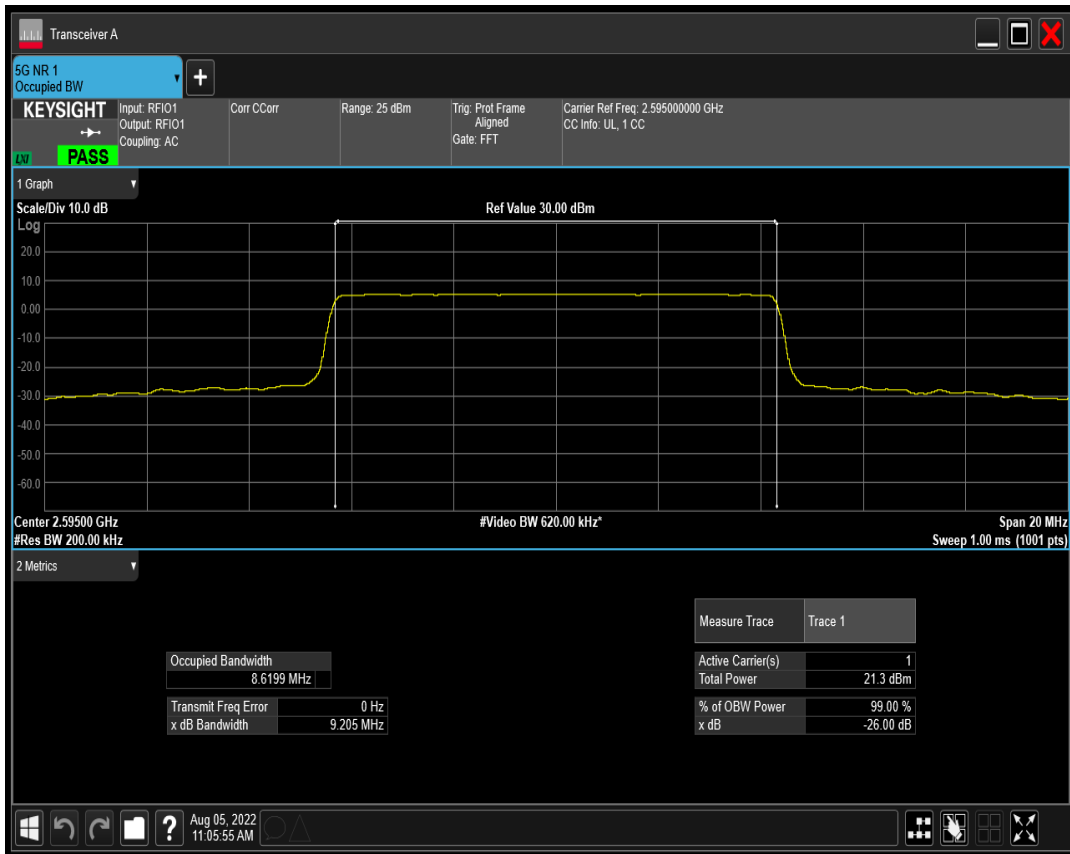 Transceiver A
5G NR 1
Occupied BW
+
KEYSIGHT
LXI
PASS
Input: RFIO1
Output: RFIO1
Coupling: AC
Corr CCorr
Range: 25 dBm
Trig: Prot Frame
Aligned
Gate: FFT
Carrier Ref Freq: 2.595000000 GHz
CC Info: UL, 1 CC
1 Graph
Scale/Div 10.0 dB
Ref Value 30.00 dBm
Log
20.0
10.0
0.00
-10.0
-20.0
-30.0
-40.0
-50.0
-60.0
Center 2.59500 GHz
#Video BW 620.00 kHz*
Span 20 MHz
#Res BW 200.00 kHz
Sweep 1.00 ms (1001 pts)
2 Metrics
Measure Trace Trace 1
Occupied Bandwidth
8.6199 MHz
Active Carrier(s) 1
Total Power 21.3 dBm
Transmit Freq Error 0 Hz
x dB Bandwidth 9.205 MHz
% of OBW Power 99.00 %
x dB -26.00 dB
?
Aug 05, 2022
11:05:55 AM